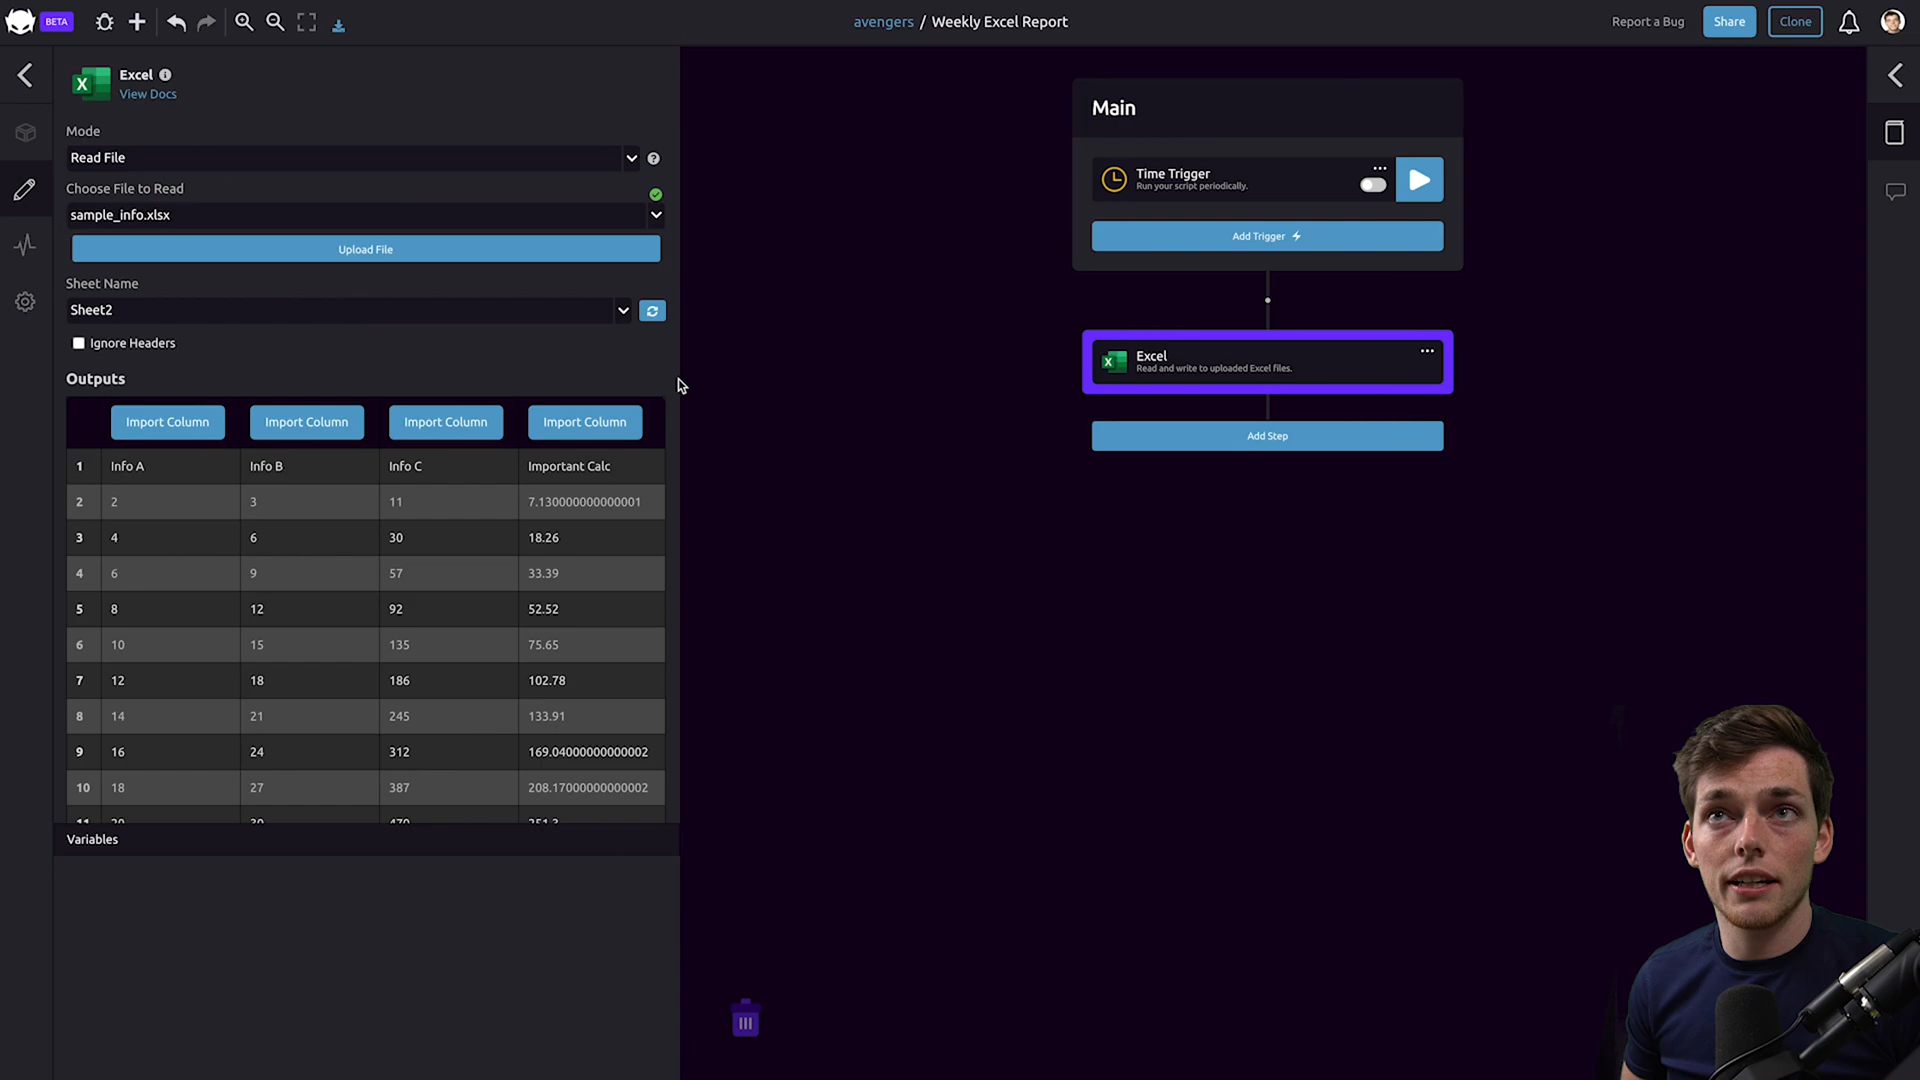 BETA
avengers / Weekly Excel Report
Report a Bug
Share
Clone
Excel
View Docs
Mode
Read File
Choose File to Read
sample_info.xlsx
Upload File
Sheet Name
Sheet2
Ignore Headers
Outputs
Import Column Import Column Import Column Import Column
1 Info A Info B Info C Important Calc
2 2 3 11 7.130000000000001
3 4 6 30 18.26
4 6 9 57 33.39
5 8 12 92 52.52
6 10 15 135 75.65
7 12 18 186 102.78
8 14 21 245 133.91
9 16 24 312 169.04000000000002
10 18 27 387 208.17000000000002
11 20 30 470 251.3
Variables
Main
Time Trigger
Run your script periodically.
Add Trigger
Excel
Read and write to uploaded Excel files.
Add Step